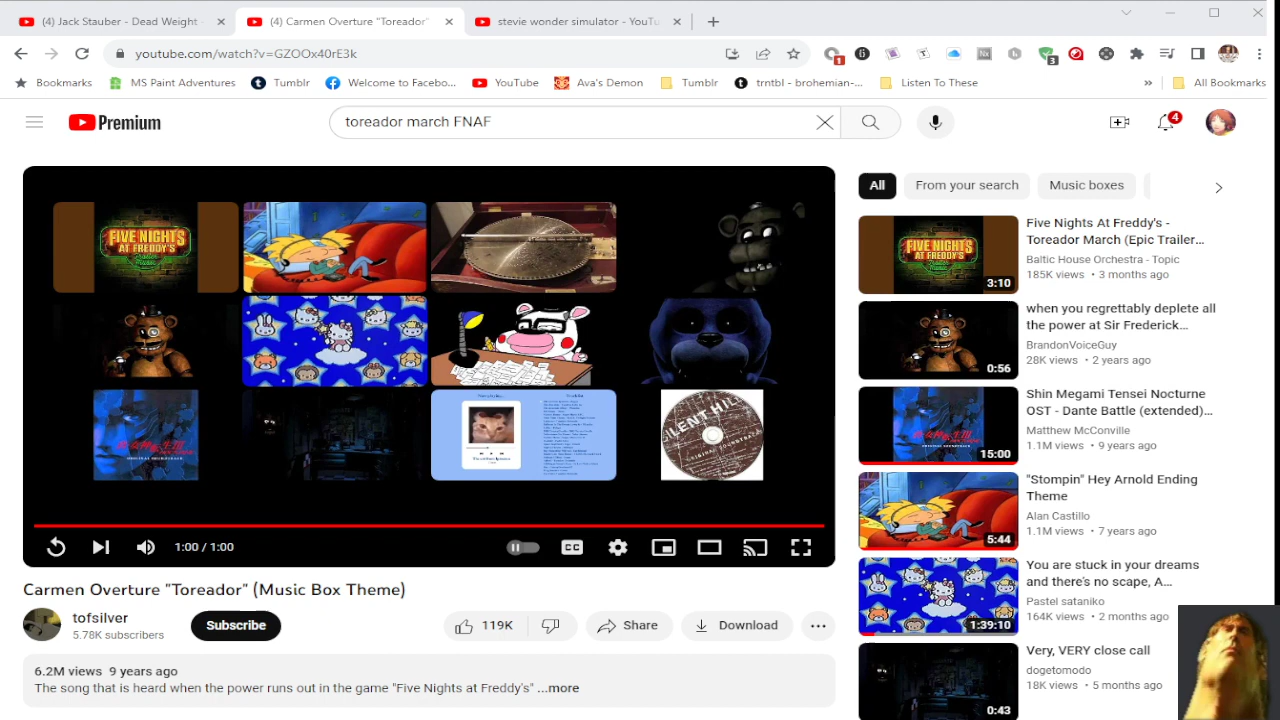 (4) Jack Stauber - Dead Weight -
(4) Carmen Overture "Toreador"
stevie wonder simulator - YouTu
youtube.com/watch?v=GZOOx40rE3k
1
3
Bookmarks
MS Paint Adventures
Tumblr
Welcome to Facebo...
YouTube
Ava's Demon
Tumblr
trntbl - brohemian-...
Listen To These
»
All Bookmarks
Premium
toreador march FNAF
4
All
From your search
Music boxes
FIVE NIGHTS
AT FREDDY'S
1:00 / 1:00
CC
Carmen Overture "Toreador" (Music Box Theme)
tofsilver
5.78K subscribers
Subscribe
119K
Share
Download
6.2M views 9 years ago
The song that is heard when the power runs out in the game "Five Nights at Freddy's" ...more
FIVE NIGHTS
AT FREDDY'S
3:10
Five Nights At Freddy's -
Toreador March (Epic Trailer...
Baltic House Orchestra - Topic
185K views • 3 months ago
0:56
when you regrettably deplete all
the power at Sir Frederick...
BrandonVoiceGuy
28K views • 2 years ago
15:00
Shin Megami Tensei Nocturne
OST - Dante Battle (extended)...
Matthew McConville
1.1M views • 9 years ago
5:44
"Stompin" Hey Arnold Ending
Theme
Alan Castillo
1.1M views • 7 years ago
1:39:10
You are stuck in your dreams
and there's no scape, A...
Pastel sataniko
164K views • 2 months ago
0:43
Very, VERY close call
dogetomodo
18K views • 5 months ago